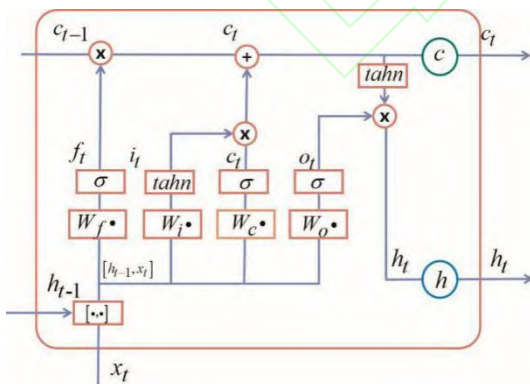 c_{t-1} c_t c_t
x + c
tahn
x x
f_t i_t c_t o_t
σ tahn σ σ
W_f• W_i• W_c• W_o•
[h_{t-1},x_t] h_t h_t
h_{t-1} h
[•,•]
x_t